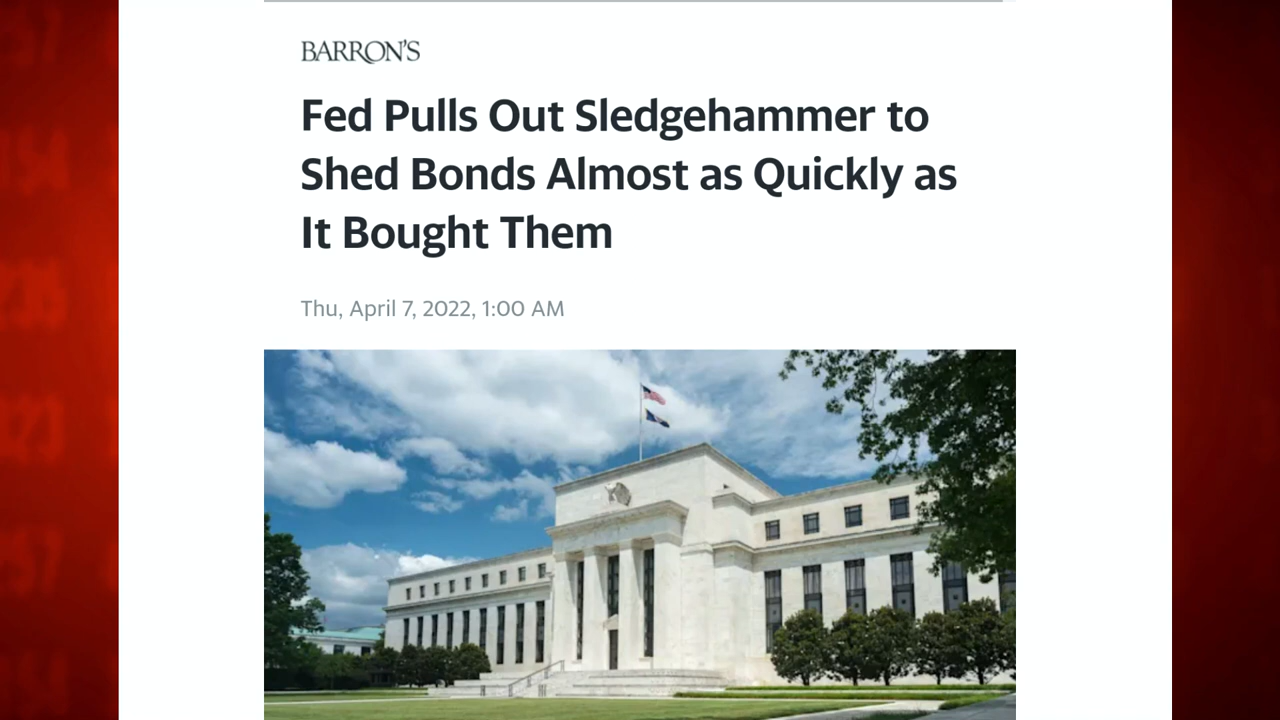 BARRON'S
Fed Pulls Out Sledgehammer to
Shed Bonds Almost as Quickly as
It Bought Them
Thu, April 7, 2022, 1:00 AM